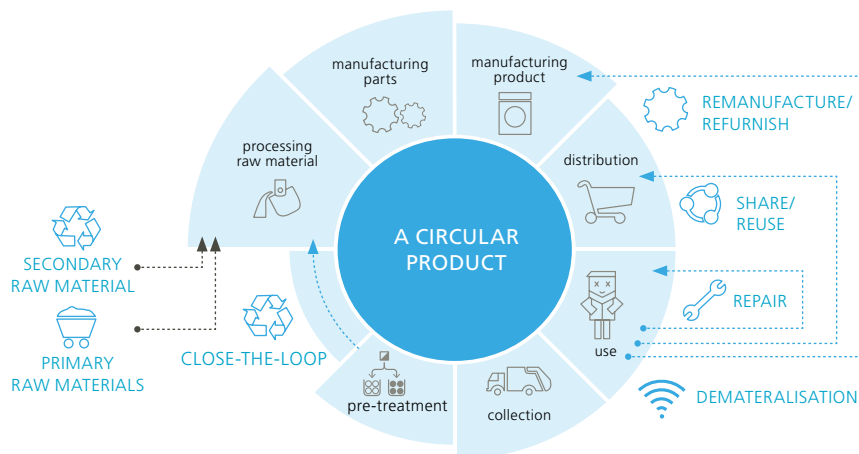 manufacturing
parts
manufacturing
product
processing
raw material
distribution
REMANUFACTURE/
REFURNISH
SHARE/
REUSE
A CIRCULAR
PRODUCT
SECONDARY
RAW MATERIAL
PRIMARY
RAW MATERIALS
CLOSE-THE-LOOP
REPAIR
use
pre-treatment
collection
DEMATERIALISATION